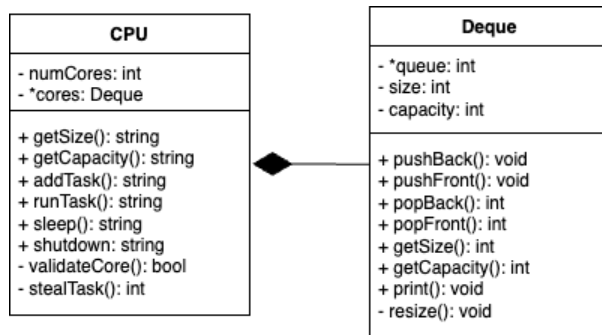 CPU
- numCores: int
- *cores: Deque
+ getSize(): string
+ getCapacity(): string
+ addTask(): string
+ runTask(): string
+ sleep(): string
+ shutdown: string
- validateCore(): bool
- stealTask(): int
Deque
- *queue: int
- size: int
- capacity: int
+ pushBack(): void
+ pushFront(): void
+ popBack(): int
+ popFront(): int
+ getSize(): int
+ getCapacity(): int
+ print(): void
- resize(): void